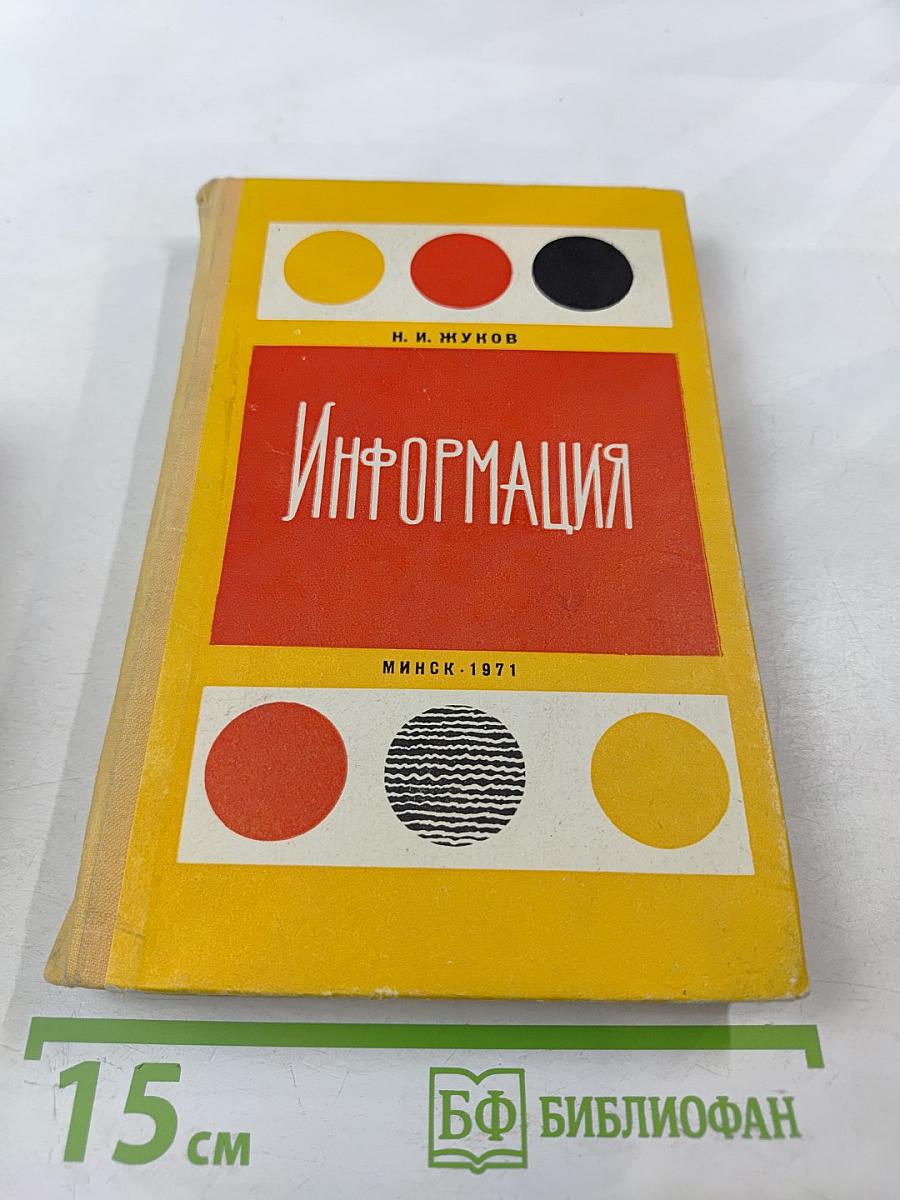 Н. И. ЖУКОВ
ИНФОРМАЦИЯ
МИНСК · 1971
15 см
БФ БИБЛИОФАН